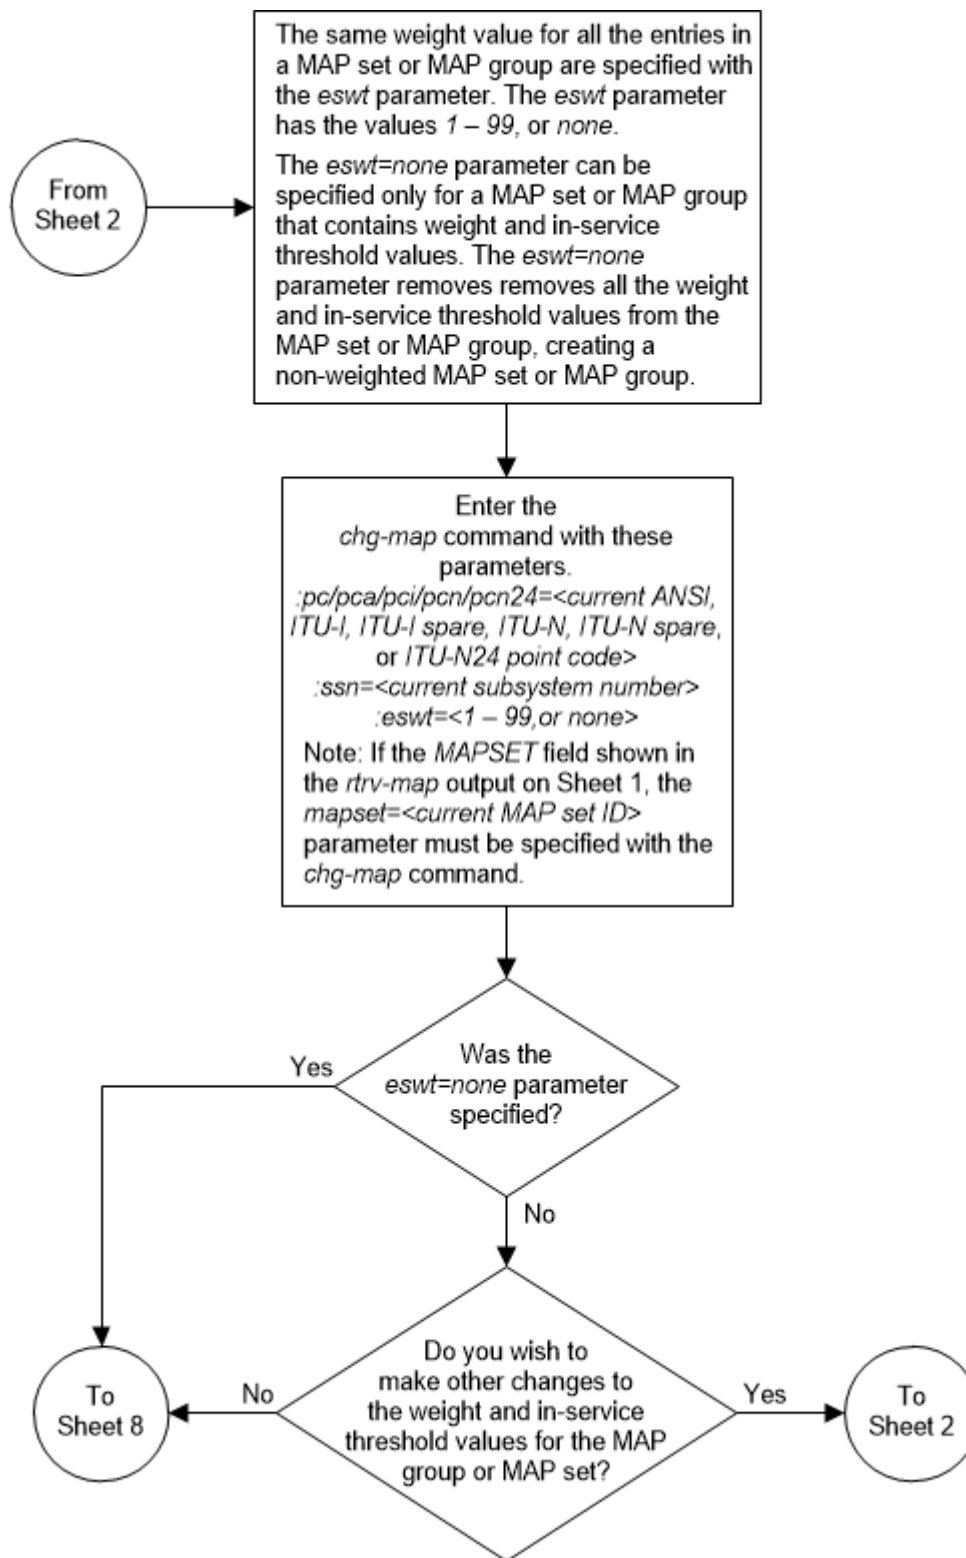 The same weight value for all the entries in
a MAP set or MAP group are specified with
the eswt parameter. The eswt parameter
has the values 1 – 99, or none.
The eswt=none parameter can be
specified only for a MAP set or MAP group
that contains weight and in-service
threshold values. The eswt=none
parameter removes removes all the weight
and in-service threshold values from the
MAP set or MAP group, creating a
non-weighted MAP set or MAP group.
From
Sheet 2
Enter the
chg-map command with these
parameters.
:pc/pca/pci/pcn/pcn24=<current ANSI,
ITU-I, ITU-I spare, ITU-N, ITU-N spare,
or ITU-N24 point code>
:ssn=<current subsystem number>
:eswt=<1 – 99,or none>
Note: If the MAPSET field shown in
the rtrv-map output on Sheet 1, the
mapset=<current MAP set ID>
parameter must be specified with the
chg-map command.
Yes
Was the
eswt=none parameter
specified?
No
Do you wish to
make other changes to
the weight and in-service
threshold values for the MAP
group or MAP set?
No
To
Sheet 8
Yes
To
Sheet 2